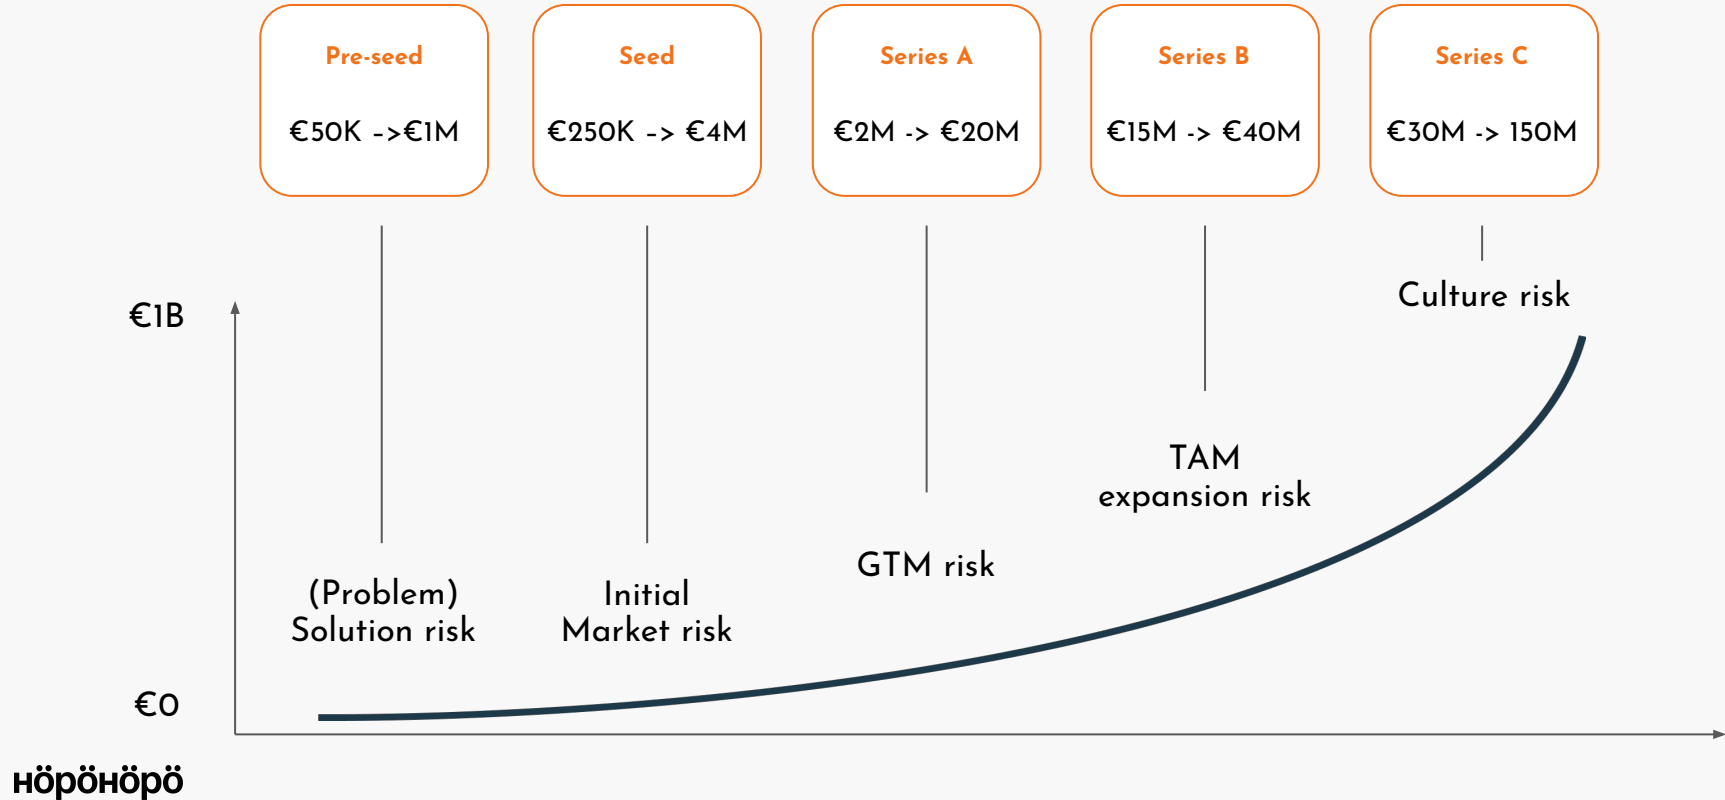 Pre-seed
€50K ->€1M
Seed
€250K -> €4M
Series A
€2M -> €20M
Series B
€15M -> €40M
Series C
€30M -> 150M
Culture risk
€1B
TAM
expansion risk
GTM risk
(Problem)
Solution risk
Initial
Market risk
€0
HÖPÖHÖPÖ